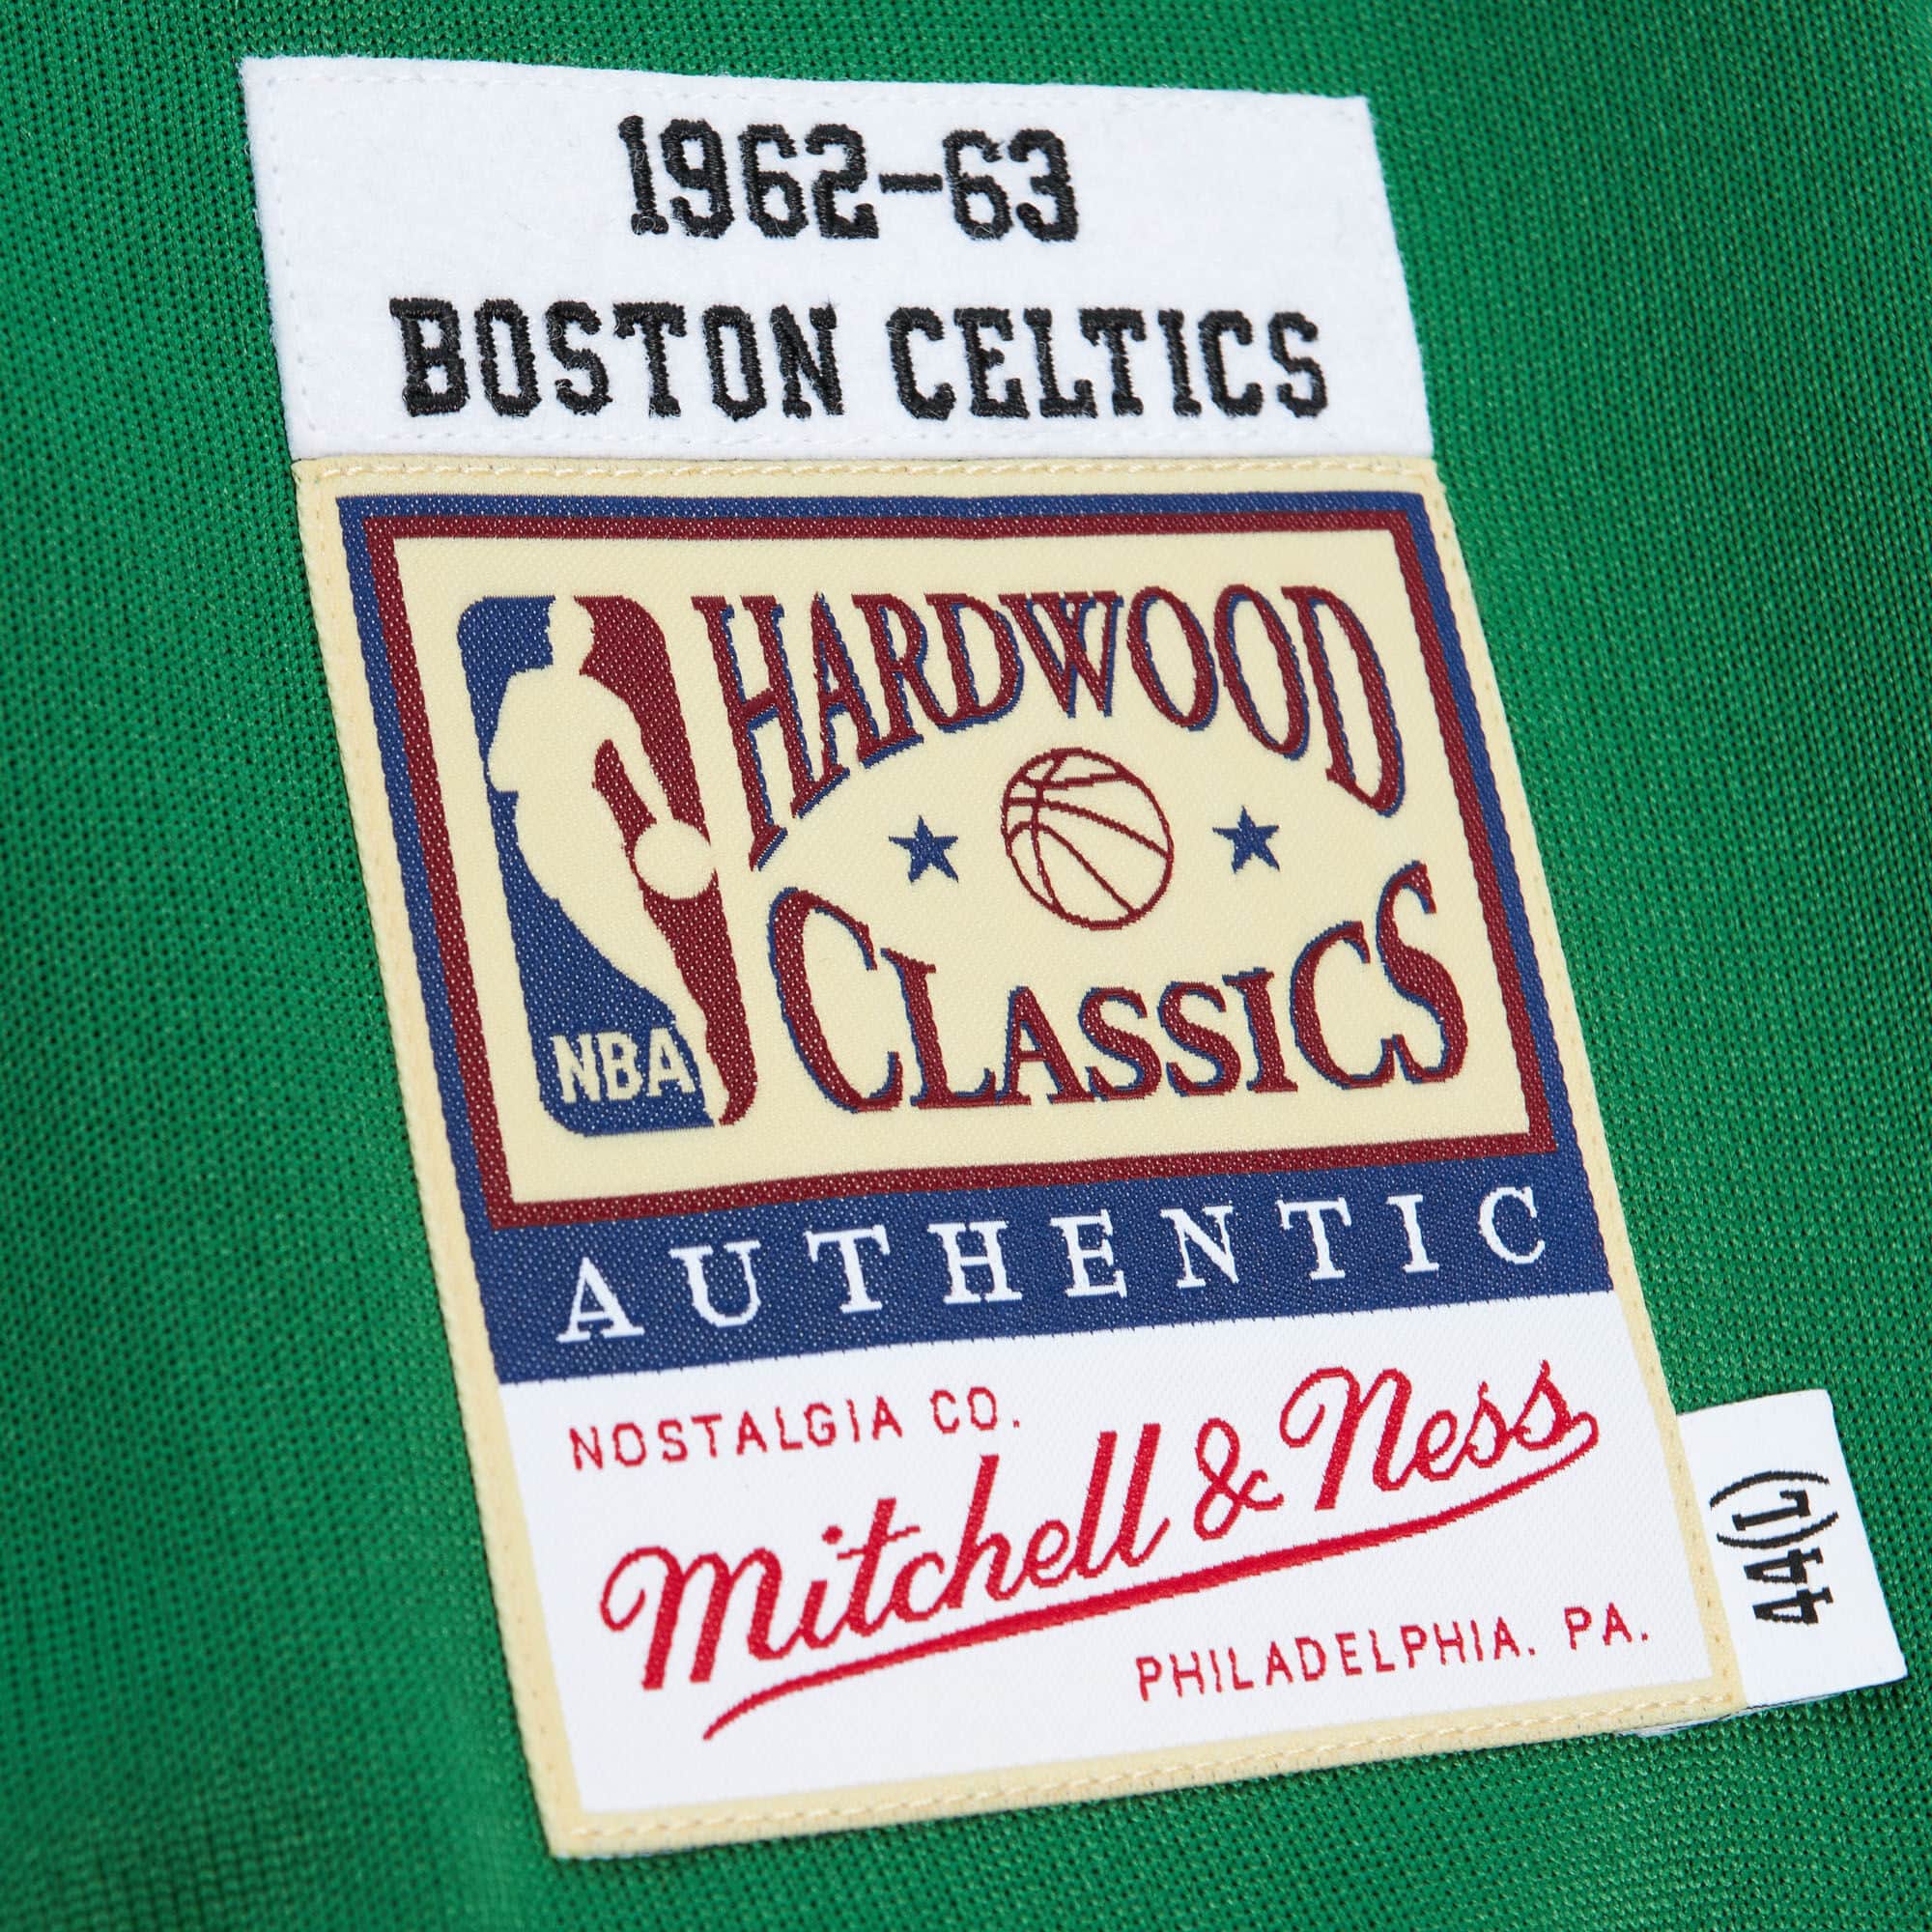 1962-63
BOSTON CELTICS
HARDWOOD
CLASSICS
NBA
AUTHENTIC
NOSTALGIA CO.
Mitchell & Ness
PHILADELPHIA. PA.
44(L)